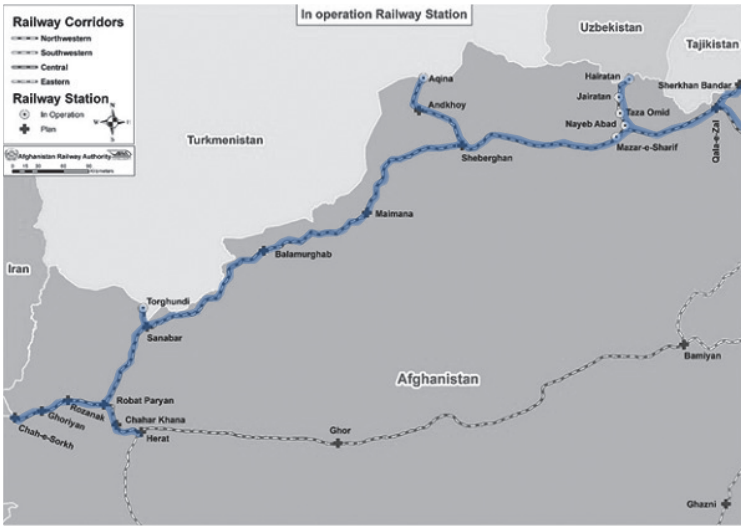 In operation Railway Station
Railway Corridors
Northwestern
Southwestern
Central
Eastern
Railway Station
In Operation
Plan
N
Afghanistan Railway Authority
Uzbekistan
Tajikistan
Turkmenistan
Iran
Afghanistan
Aqina
Andkhoy
Hairatan
Jairatan
Taza Omid
Nayeb Abad
Mazar-e-Sharif
Sherkhan Bandar
Qala-e-Zal
Sheberghan
Maimana
Balamurghab
Torghundi
Sanabar
Robat Paryan
Rozanak
Ghoriyan
Chah-e-Sorkh
Chahar Khana
Herat
Ghor
Bamiyan
Ghazni